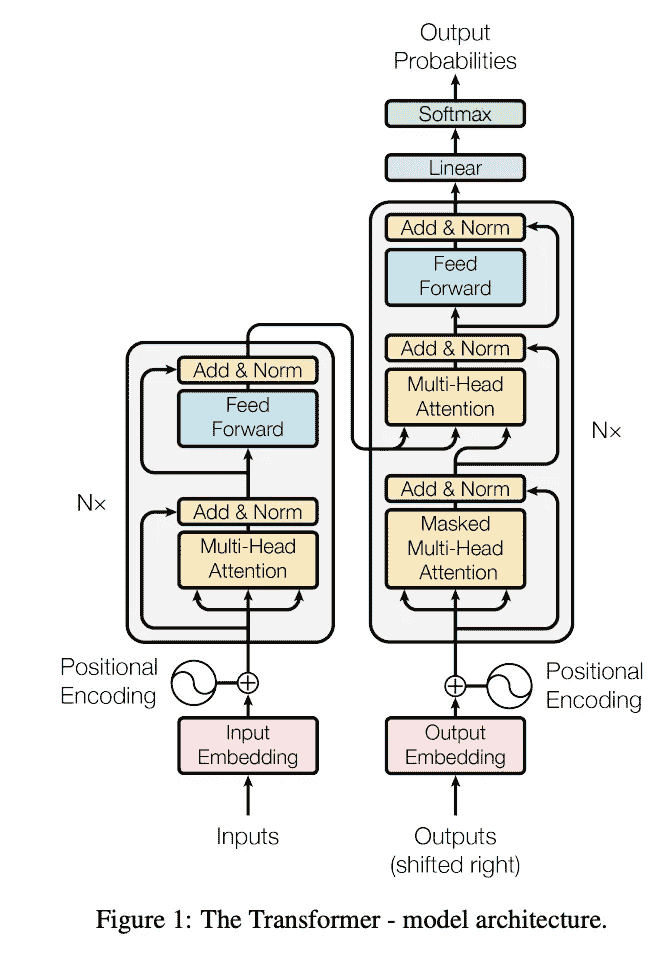 Output
Probabilities
Softmax
Linear
Add & Norm
Feed
Forward
Add & Norm
Multi-Head
Attention
Add & Norm
Masked
Multi-Head
Attention
N×
Add & Norm
Feed
Forward
Add & Norm
Multi-Head
Attention
N×
Positional
Encoding
Input
Embedding
Inputs
Positional
Encoding
Output
Embedding
Outputs
(shifted right)
Figure 1: The Transformer - model architecture.